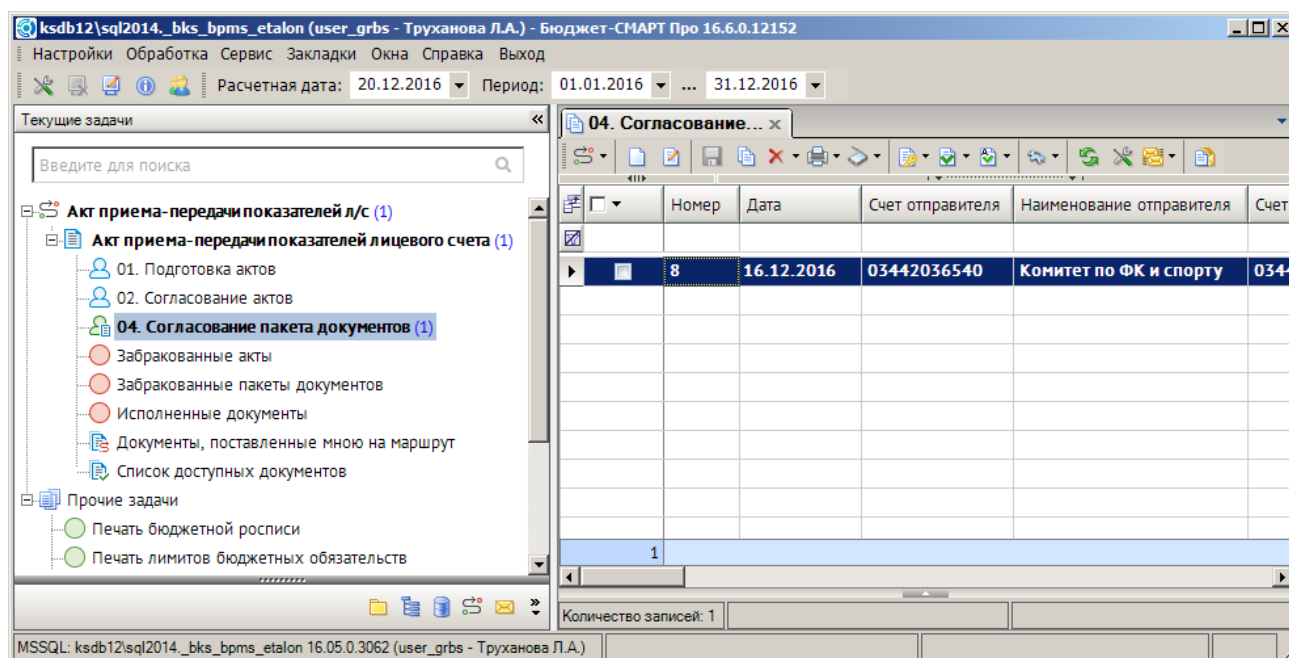 ksdb12\sql2014._bks_bpms_etalon (user_grbs - Труханова Л.А.) - Бюджет-СМАРТ Про 16.6.0.12152
Настройки Обработка Сервис Закладки Окна Справка Выход
Расчетная дата: 20.12.2016 Период: 01.01.2016 ... 31.12.2016
Текущие задачи
Введите для поиска
Акт приема-передачи показателей л/с (1)
Акт приема-передачи показателей лицевого счета (1)
01. Подготовка актов
02. Согласование актов
04. Согласование пакета документов (1)
Забракованные акты
Забракованные пакеты документов
Исполненные документы
Документы, поставленные мною на маршрут
Список доступных документов
Прочие задачи
Печать бюджетной росписи
Печать лимитов бюджетных обязательств
04. Согласование...
Номер Дата Счет отправителя Наименование отправителя Счет
8 16.12.2016 03442036540 Комитет по ФК и спорту 034
1
Количество записей: 1
MSSQL: ksdb12\sql2014._bks_bpms_etalon 16.05.0.3062 (user_grbs - Труханова Л.А.)